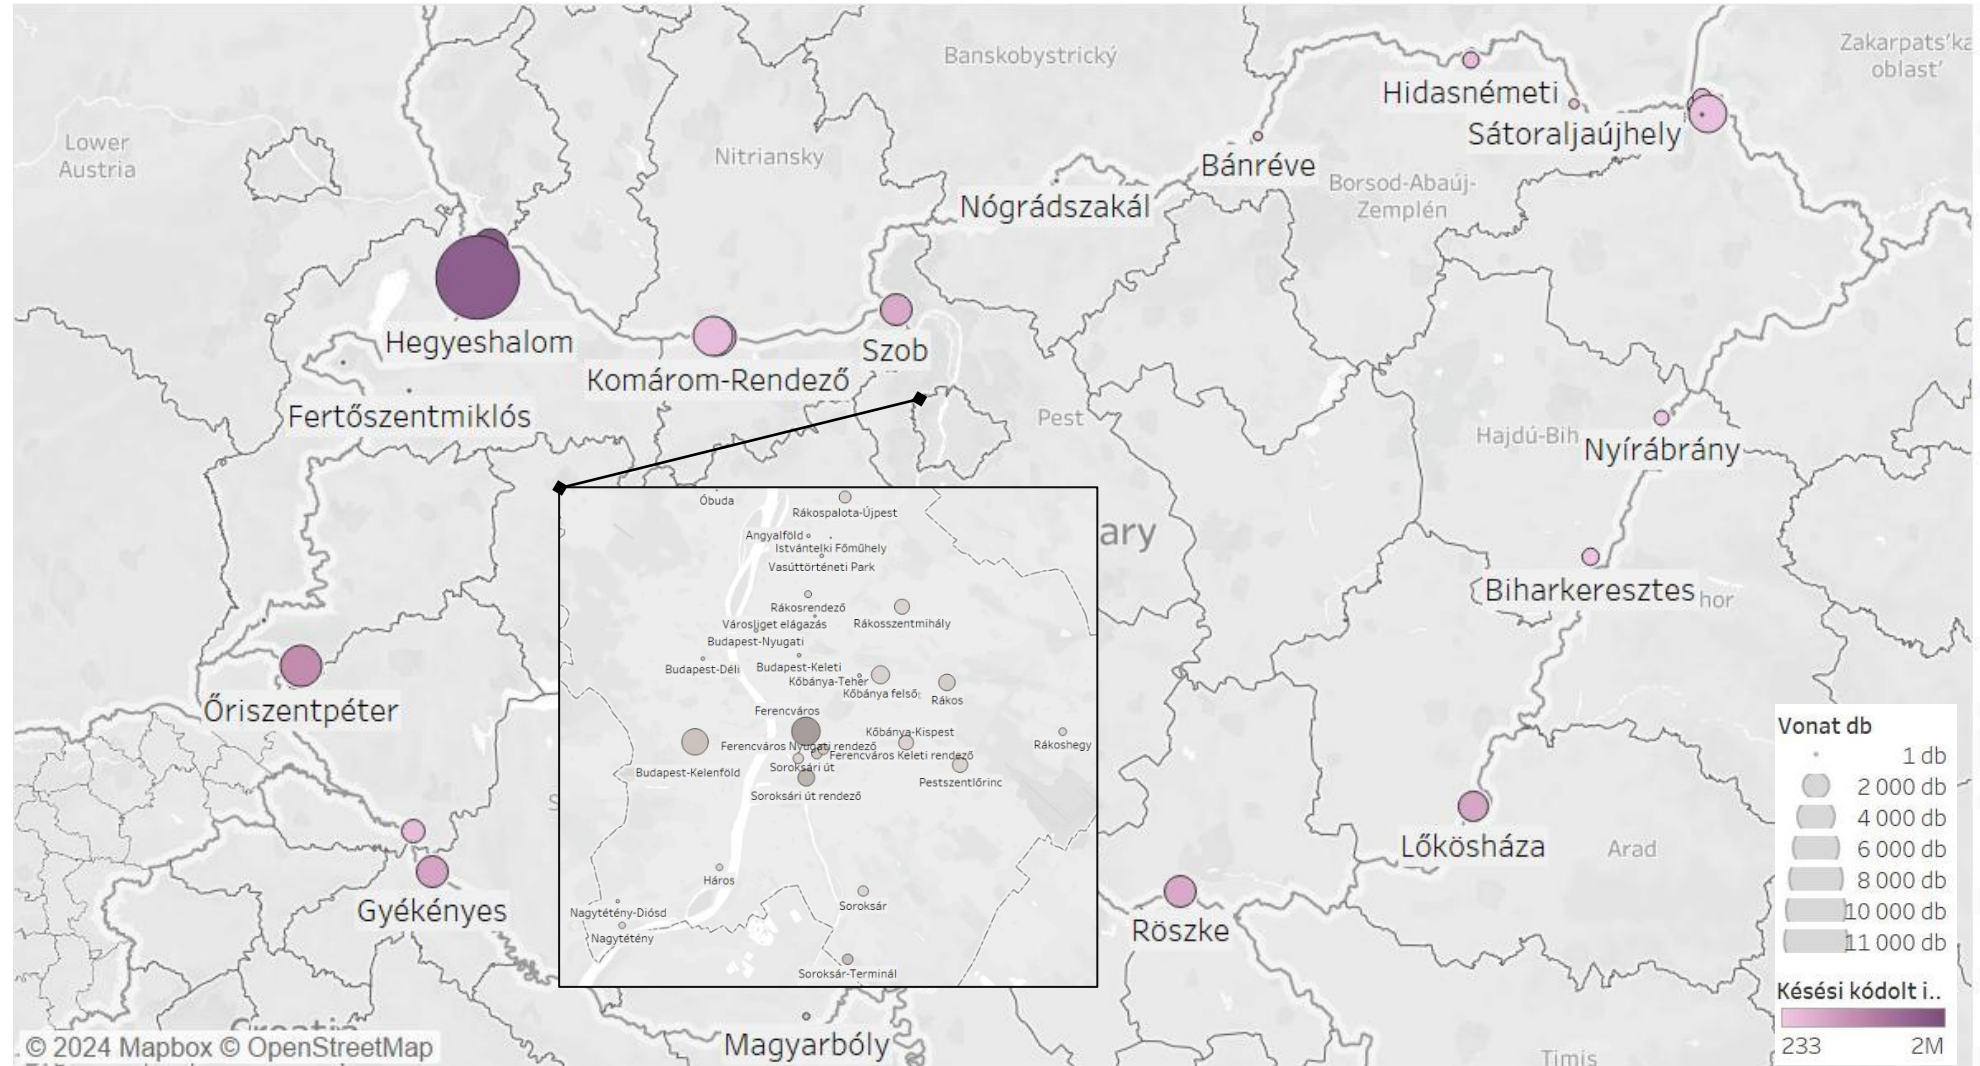 Banskobystrický
Zakarpats'ka
oblast'
Lower
Austria
Nitriansky
Hidasnémeti
Sátoraljaújhely
Bánréve
Borsod-Abaúj-
Zemplén
Nógrádszakál
Hegyeshalom
Komárom-Rendező
Szob
Fertőszentmiklós
Pest
Hajdú-Bih
Nyírábrány
ary
Biharkeresztes
hor
Őriszentpéter
Gyékényes
Lőkösháza
Arad
Röszke
Magyarbóly
Timis
Croatia
Óbuda
Rákospalota-Újpest
Angyalföld
Istvántelki Főműhely
Vasúttörténeti Park
Rákosrendező
Rákosszentmihály
Városliget elágazás
Budapest-Nyugati
Budapest-Déli
Budapest-Keleti
Kőbánya-Teher
Kőbánya felső
Rákos
Ferencváros
Kőbánya-Kispest
Rákoshegy
Ferencváros Nyugati rendező
Ferencváros Keleti rendező
Soroksári út
Budapest-Kelenföld
Pestszentlőrinc
Soroksári út rendező
Háros
Soroksár
Nagytétény-Diósd
Nagytétény
Soroksár-Terminál
Vonat db
1 db
2 000 db
4 000 db
6 000 db
8 000 db
10 000 db
11 000 db
Késési kódolt i..
233 2M
© 2024 Mapbox © OpenStreetMap